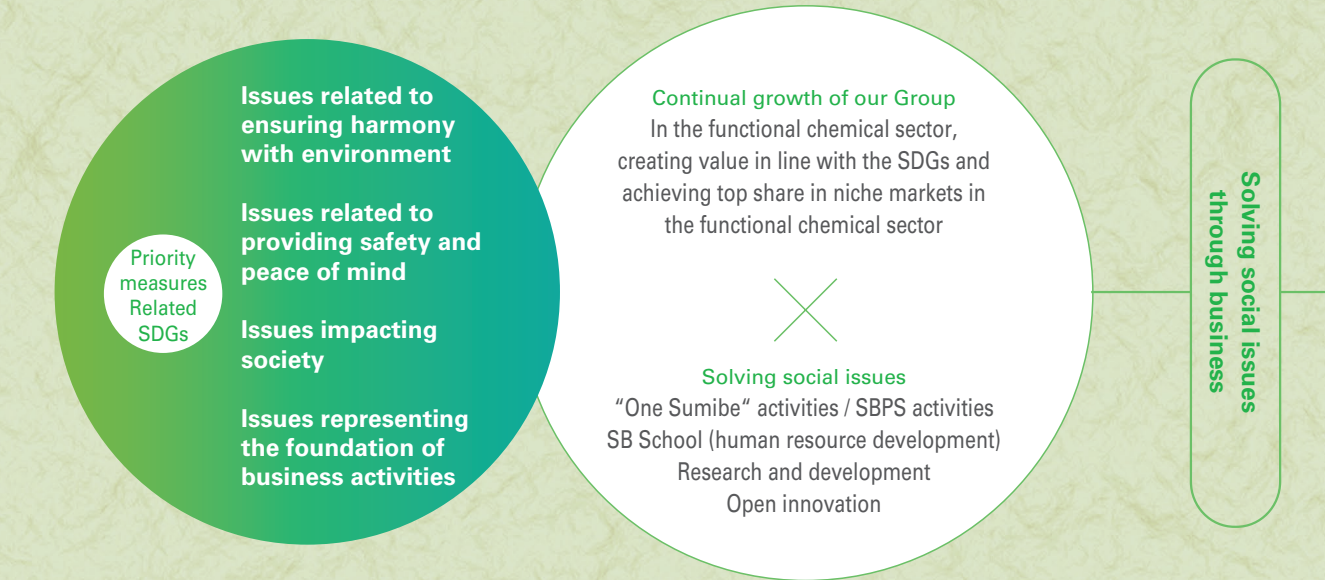 Priority
measures
Related
SDGs
Issues related to
ensuring harmony
with environment
Issues related to
providing safety and
peace of mind
Issues impacting
society
Issues representing
the foundation of
business activities
Continual growth of our Group
In the functional chemical sector,
creating value in line with the SDGs and
achieving top share in niche markets in
the functional chemical sector
Solving social issues
“One Sumibe“ activities / SBPS activities
SB School (human resource development)
Research and development
Open innovation
Solving social issues
through business